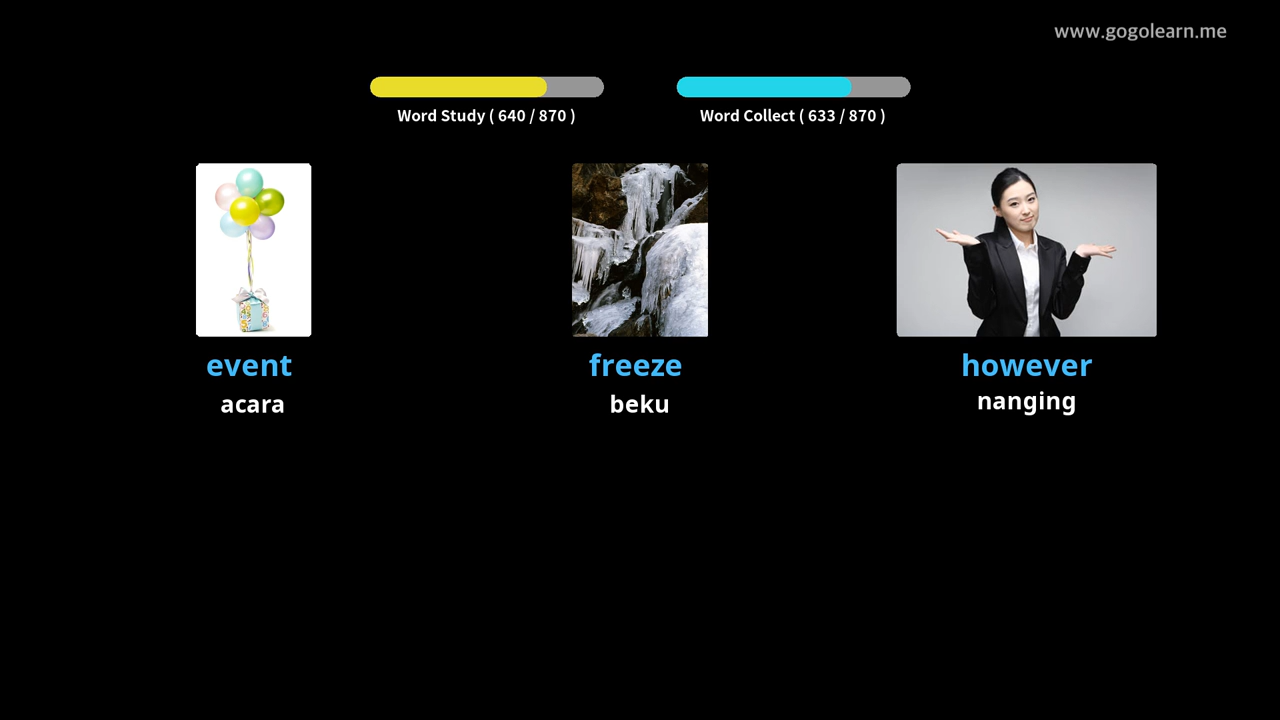 www.gogolearn.me
Word Study ( 640 / 870 )
Word Collect ( 633 / 870 )
event
acara
freeze
beku
however
nanging